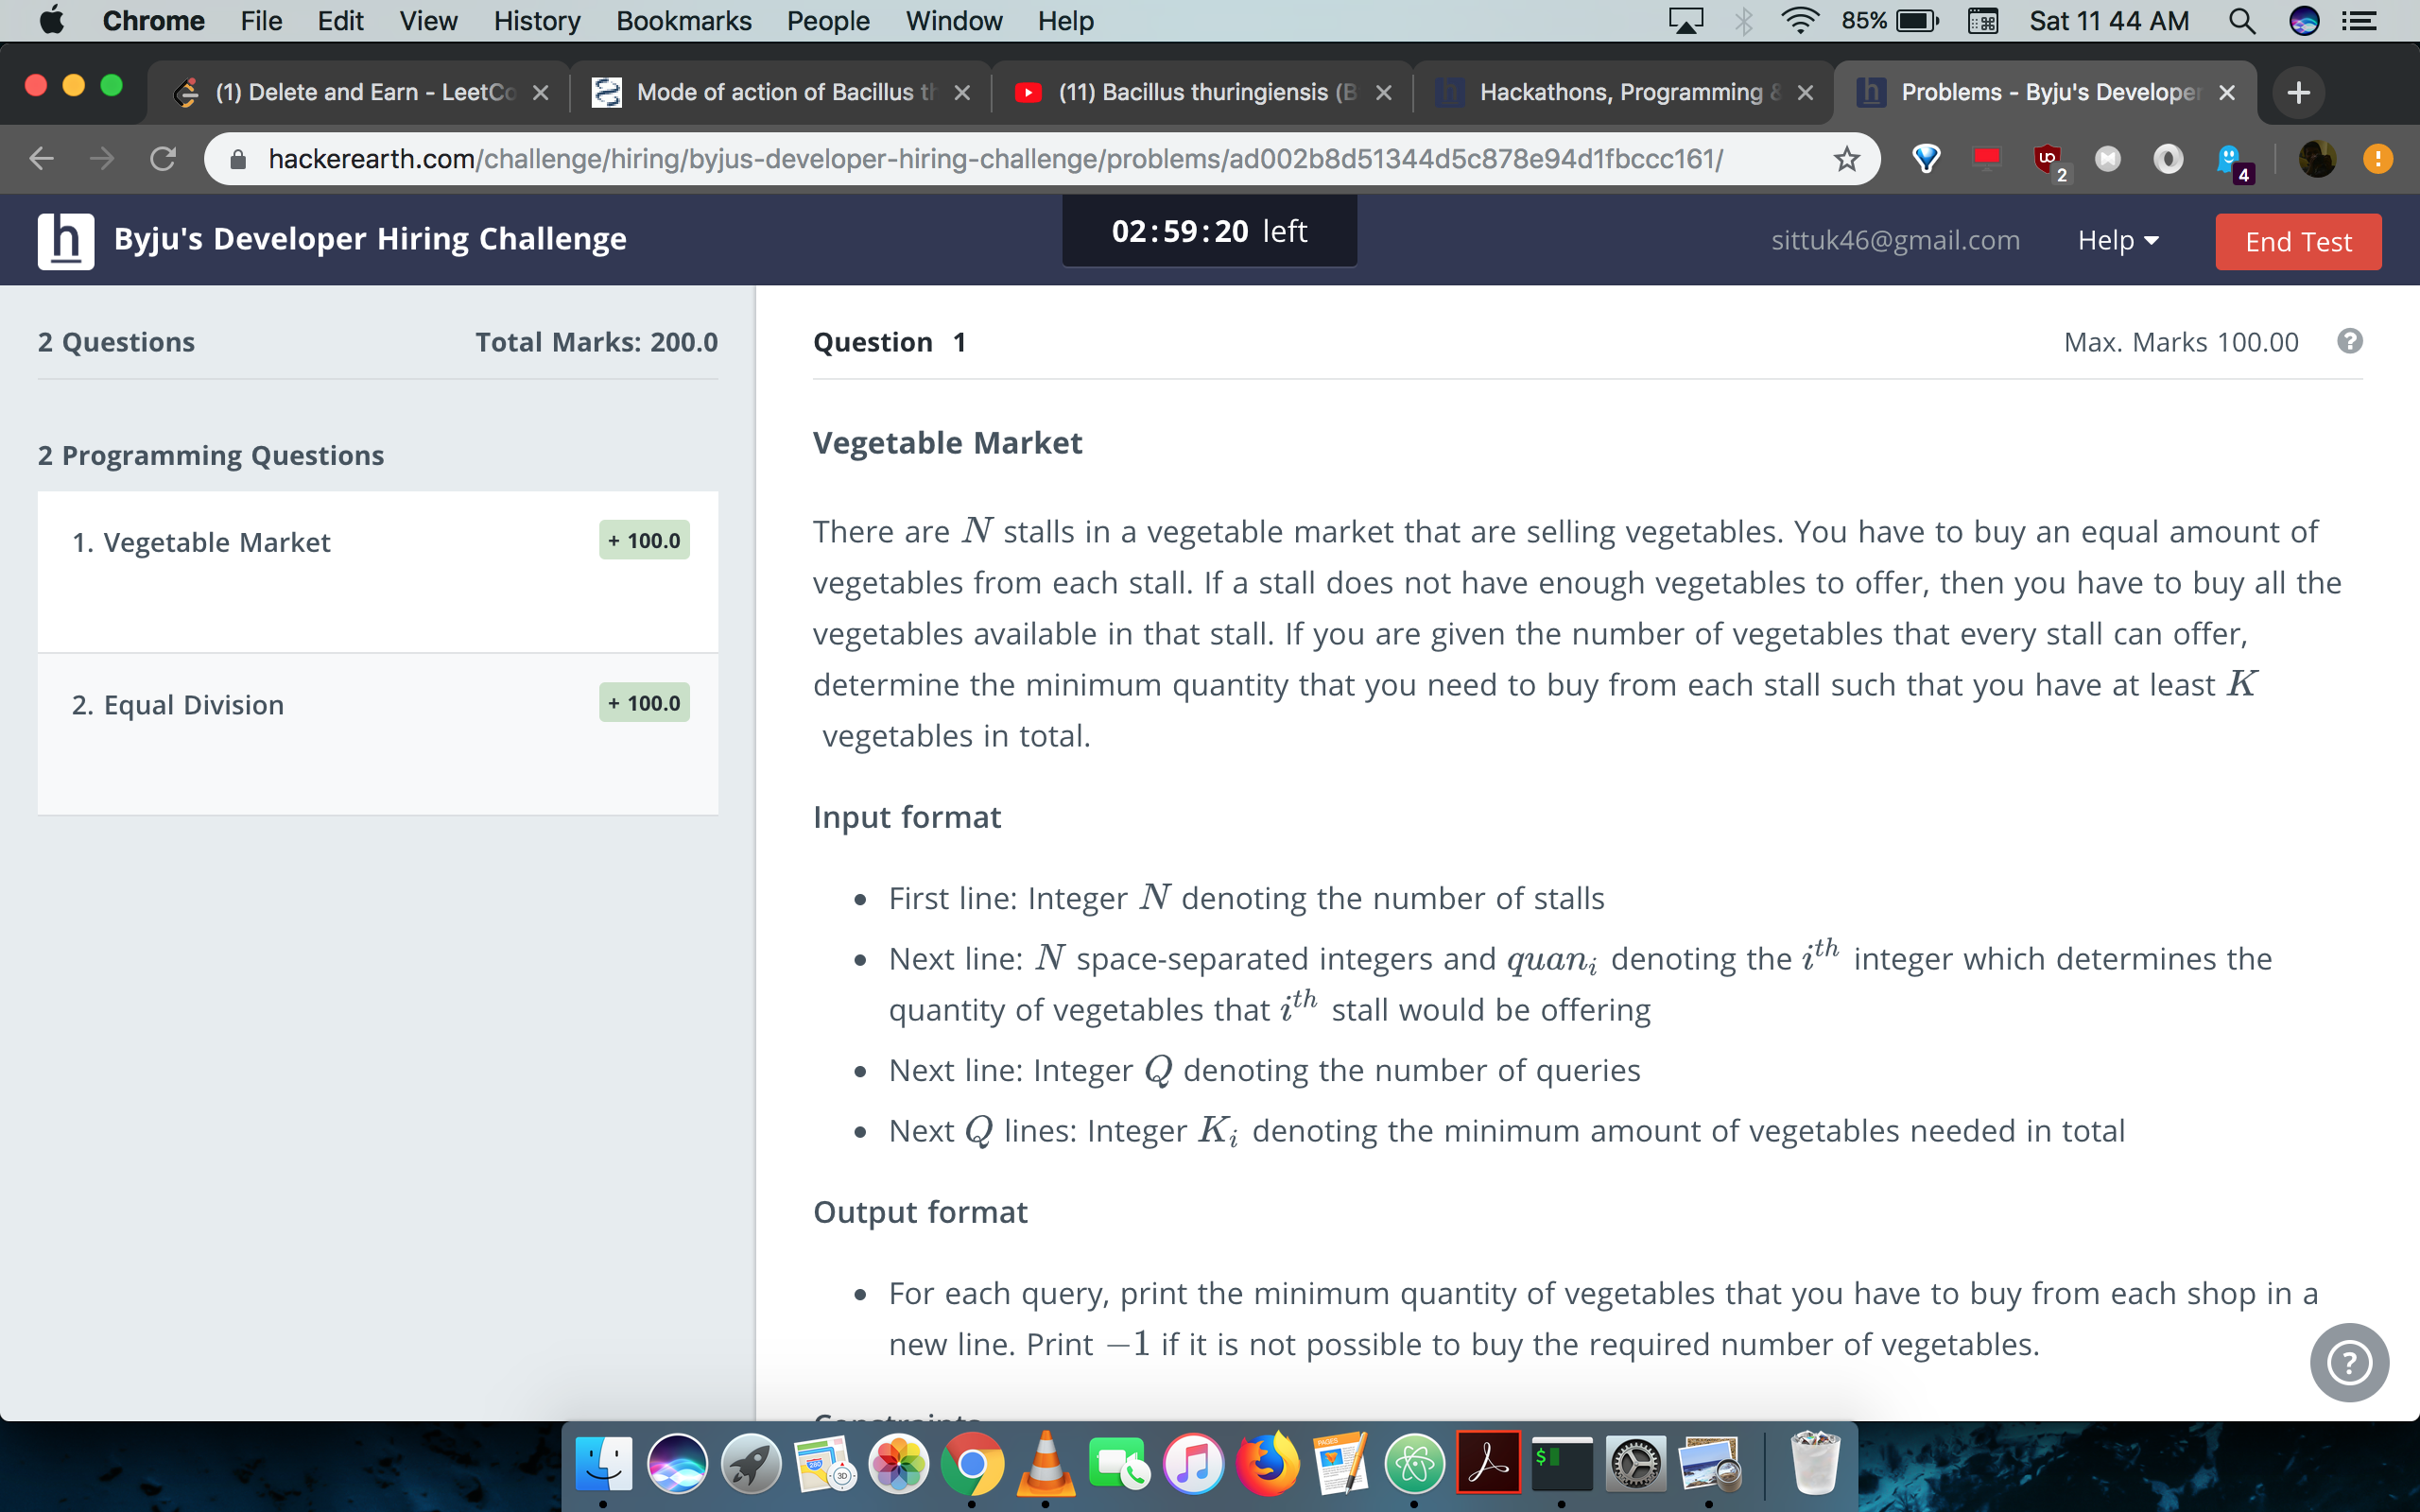 Chrome File Edit View History Bookmarks People Window Help 85% Sat 11 44 AM
(1) Delete and Earn - LeetCo Mode of action of Bacillus th (11) Bacillus thuringiensis (B Hackathons, Programming & Problems - Byju's Developer
hackerearth.com/challenge/hiring/byjus-developer-hiring-challenge/problems/ad002b8d51344d5c878e94d1fbccc161/ 2 4
h Byju's Developer Hiring Challenge 02:59:20 left sittuk46@gmail.com Help End Test
2 Questions Total Marks: 200.0
2 Programming Questions
1. Vegetable Market + 100.0
2. Equal Division + 100.0
Question 1 Max. Marks 100.00 ?
Vegetable Market
There are N stalls in a vegetable market that are selling vegetables. You have to buy an equal amount of
vegetables from each stall. If a stall does not have enough vegetables to offer, then you have to buy all the
vegetables available in that stall. If you are given the number of vegetables that every stall can offer,
determine the minimum quantity that you need to buy from each stall such that you have at least K
vegetables in total.
Input format
• First line: Integer N denoting the number of stalls
• Next line: N space-separated integers and quan_i denoting the i^th integer which determines the
quantity of vegetables that i^th stall would be offering
• Next line: Integer Q denoting the number of queries
• Next Q lines: Integer K_i denoting the minimum amount of vegetables needed in total
Output format
• For each query, print the minimum quantity of vegetables that you have to buy from each shop in a
new line. Print −1 if it is not possible to buy the required number of vegetables.
Constraints